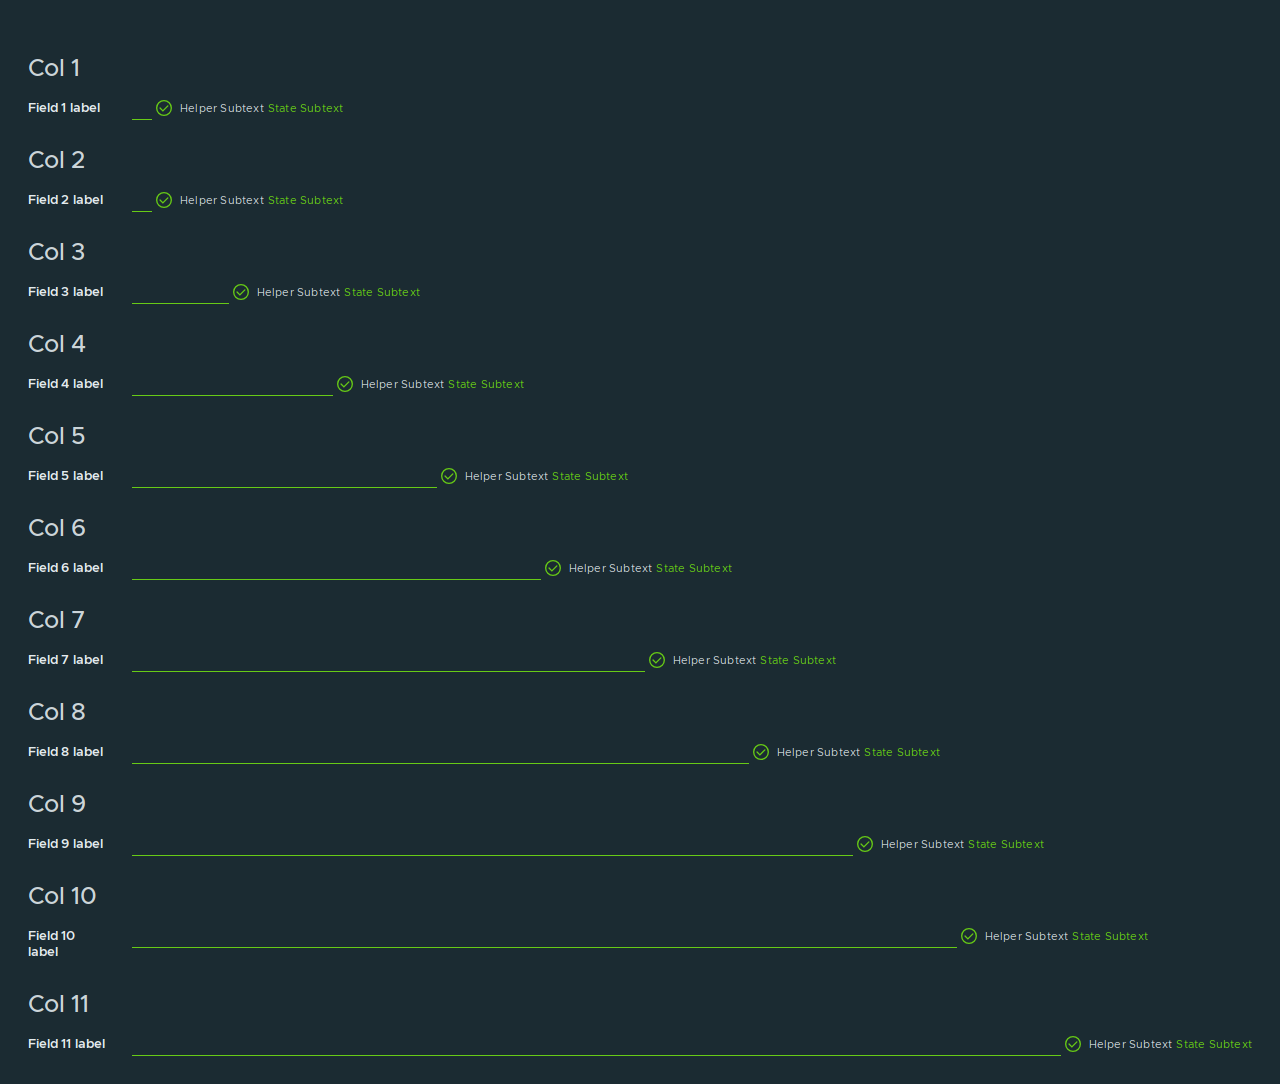 Col 1
Field 1 label Helper Subtext State Subtext
Col 2
Field 2 label Helper Subtext State Subtext
Col 3
Field 3 label Helper Subtext State Subtext
Col 4
Field 4 label Helper Subtext State Subtext
Col 5
Field 5 label Helper Subtext State Subtext
Col 6
Field 6 label Helper Subtext State Subtext
Col 7
Field 7 label Helper Subtext State Subtext
Col 8
Field 8 label Helper Subtext State Subtext
Col 9
Field 9 label Helper Subtext State Subtext
Col 10
Field 10 Helper Subtext State Subtext
label
Col 11
Field 11 label Helper Subtext State Subtext